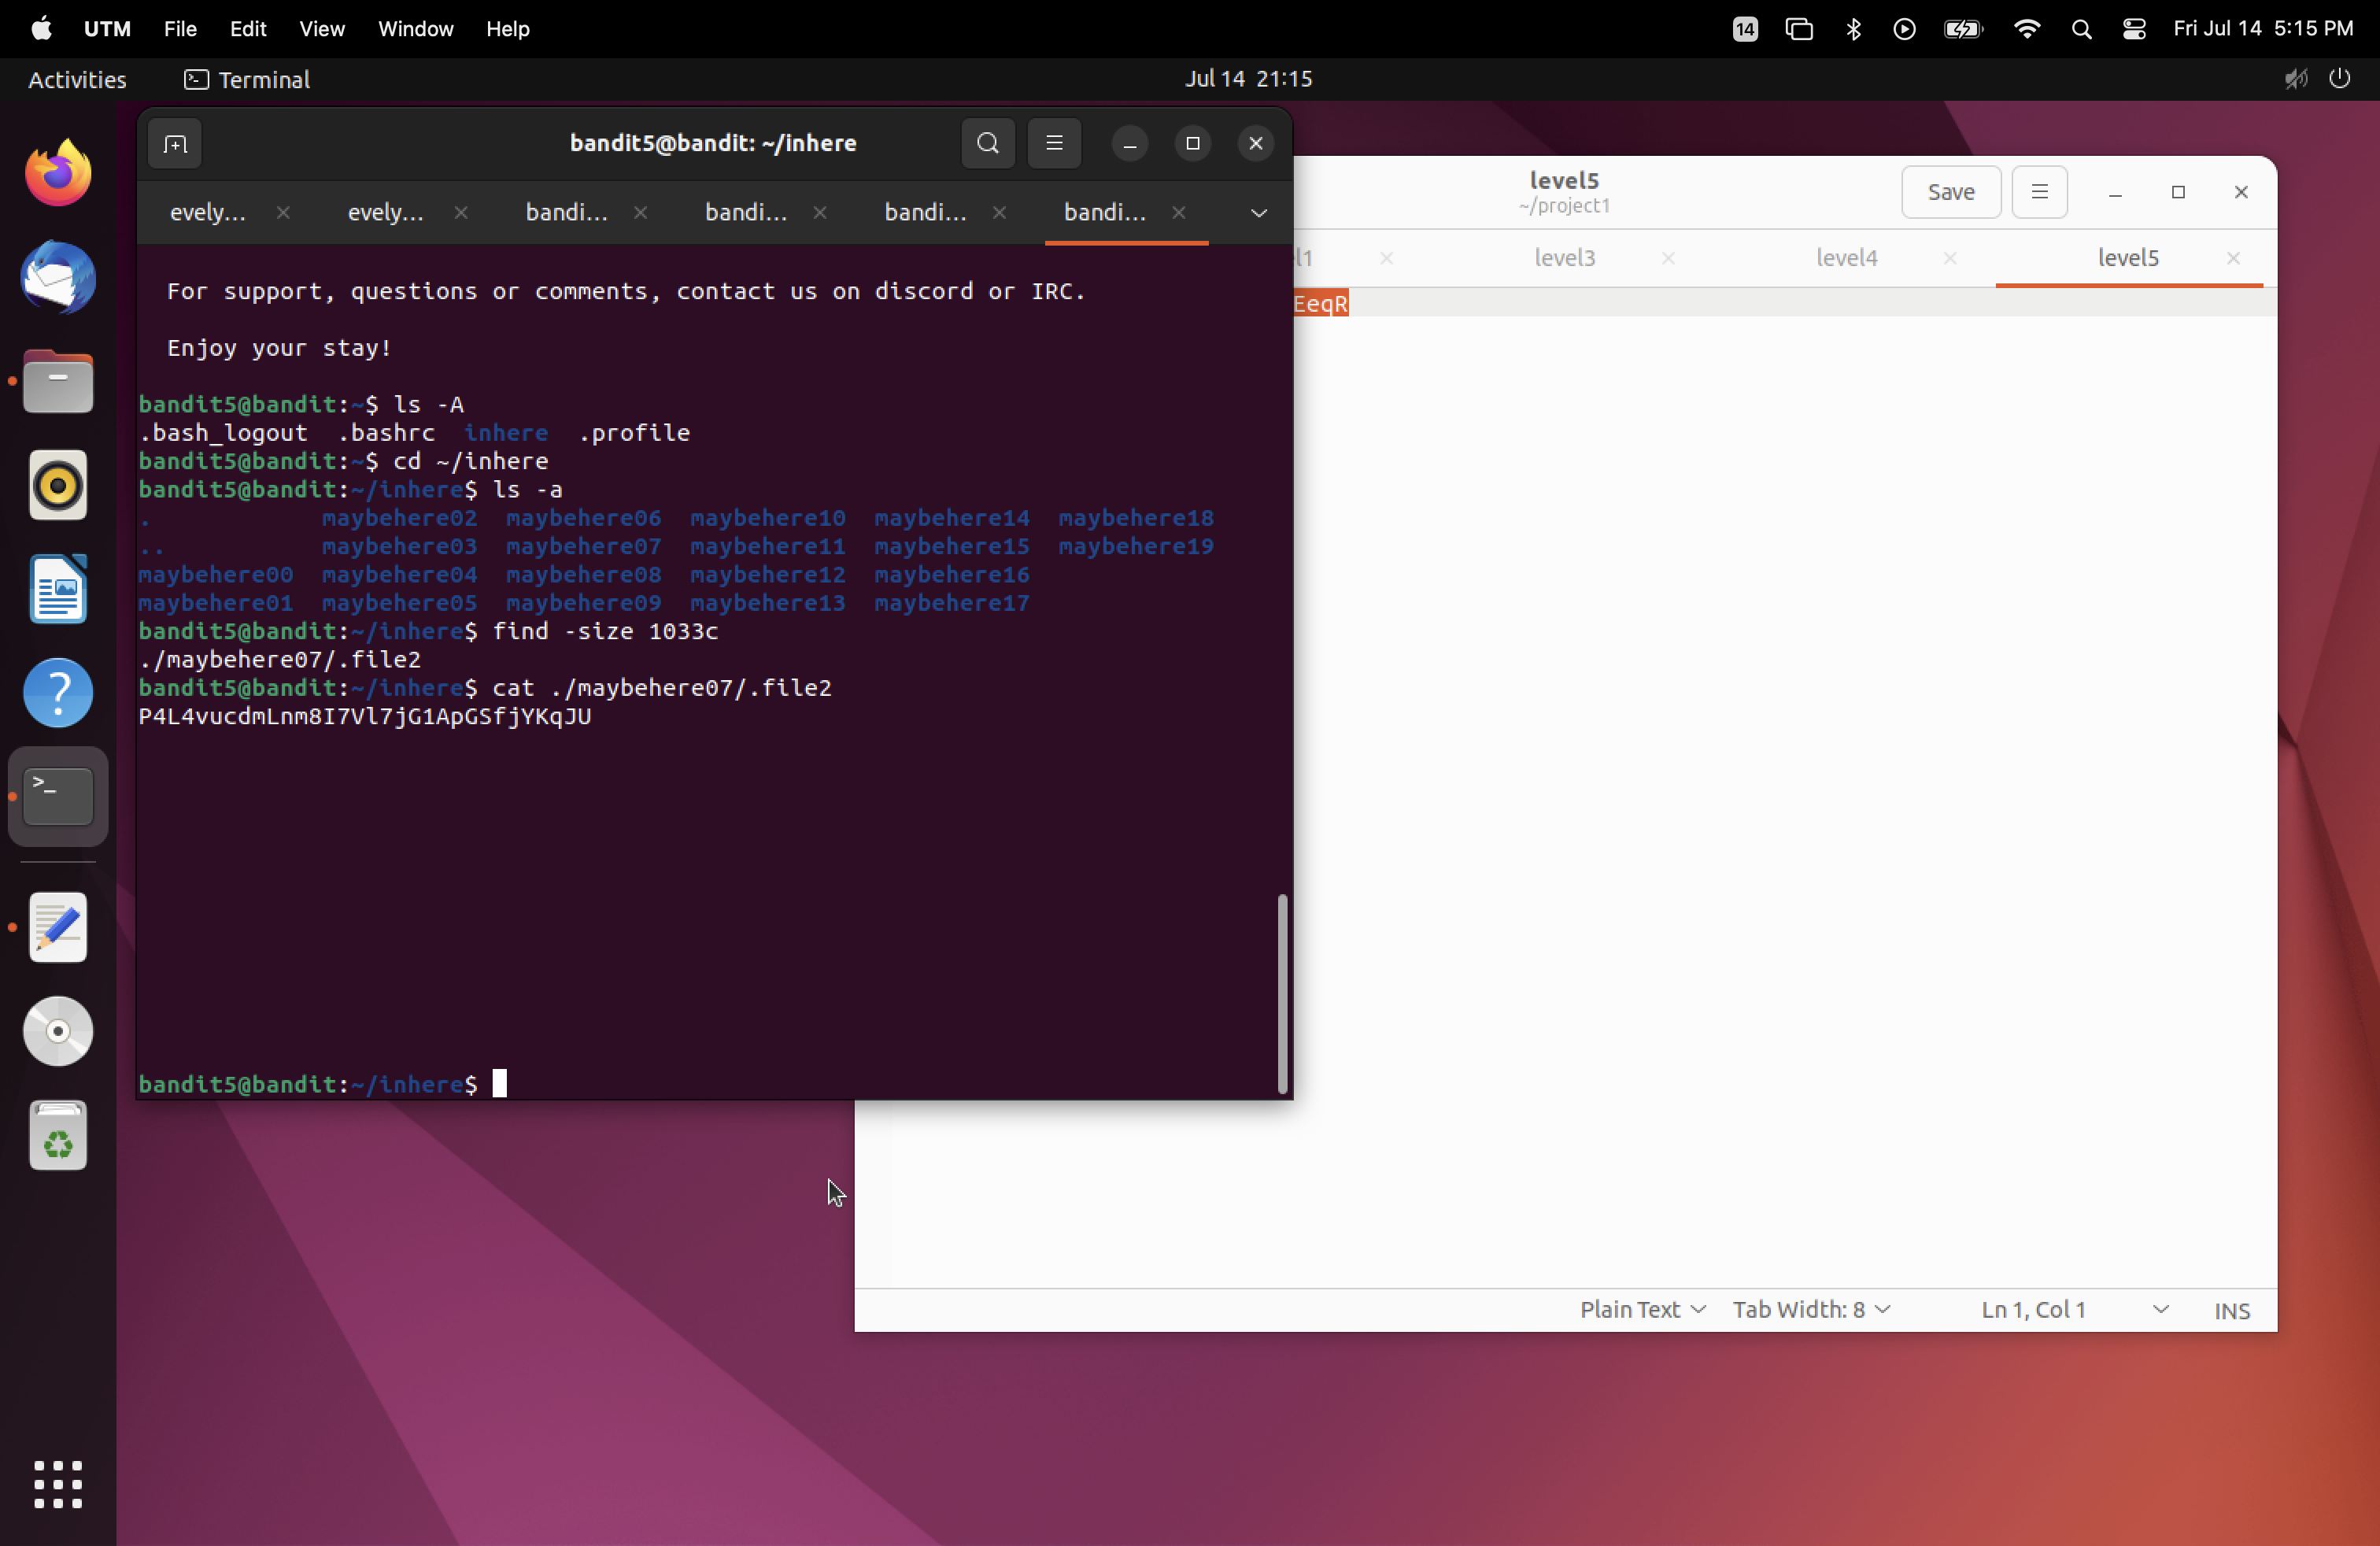 UTM File Edit View Window Help 14 Fri Jul 14 5:15 PM
Activities Terminal Jul 14 21:15
bandit5@bandit: ~/inhere
evely... evely... bandi... bandi... bandi... bandi...
For support, questions or comments, contact us on discord or IRC.
Enjoy your stay!
bandit5@bandit:~$ ls -A
.bash_logout .bashrc inhere .profile
bandit5@bandit:~$ cd ~/inhere
bandit5@bandit:~/inhere$ ls -a
. maybehere02 maybehere06 maybehere10 maybehere14 maybehere18
.. maybehere03 maybehere07 maybehere11 maybehere15 maybehere19
maybehere00 maybehere04 maybehere08 maybehere12 maybehere16
maybehere01 maybehere05 maybehere09 maybehere13 maybehere17
bandit5@bandit:~/inhere$ find -size 1033c
./maybehere07/.file2
bandit5@bandit:~/inhere$ cat ./maybehere07/.file2
P4L4vucdmLnm8I7Vl7jG1ApGSfjYKqJU
bandit5@bandit:~/inhere$
>_
level5
~/project1
Save
l1 level3 level4 level5
EeqR
Plain Text Tab Width: 8 Ln 1, Col 1 INS